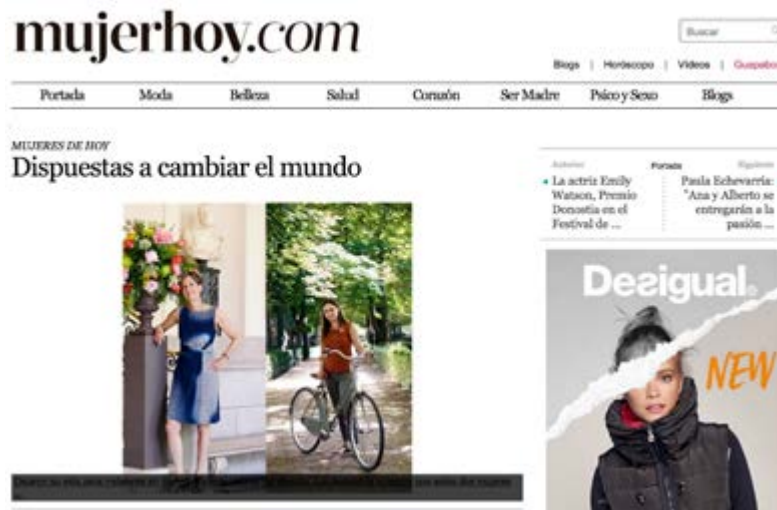 mujerhoy.com
Buscar
Blogs | Horóscopo | Vídeos |
Portada Moda Belleza Salud Corazón Ser Madre Psico y Sexo Blogs
MUJERES DE HOY
Dispuestas a cambiar el mundo
Anterior Portada Siguiente
La actriz Emily
Watson, Premio
Donostia en el
Festival de ...
Paula Echevarría:
"Ana y Alberto se
entregarán a la
pasión ...
Desigual.
NEW